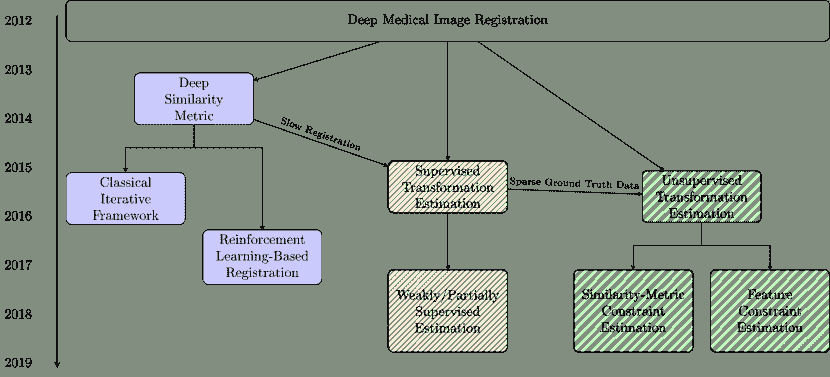 2012
Deep Medical Image Registration
2013
Deep
Similarity
Metric
2014
Slow Registration
2015
Classical
Iterative
Framework
Supervised
Transformation
Estimation
Sparse Ground Truth Data
Unsupervised
Transformation
Estimation
2016
Reinforcement
Learning-Based
Registration
2017
Weakly/Partially
Supervised
Estimation
Similarity-Metric
Constraint
Estimation
Feature
Constraint
Estimation
2018
2019